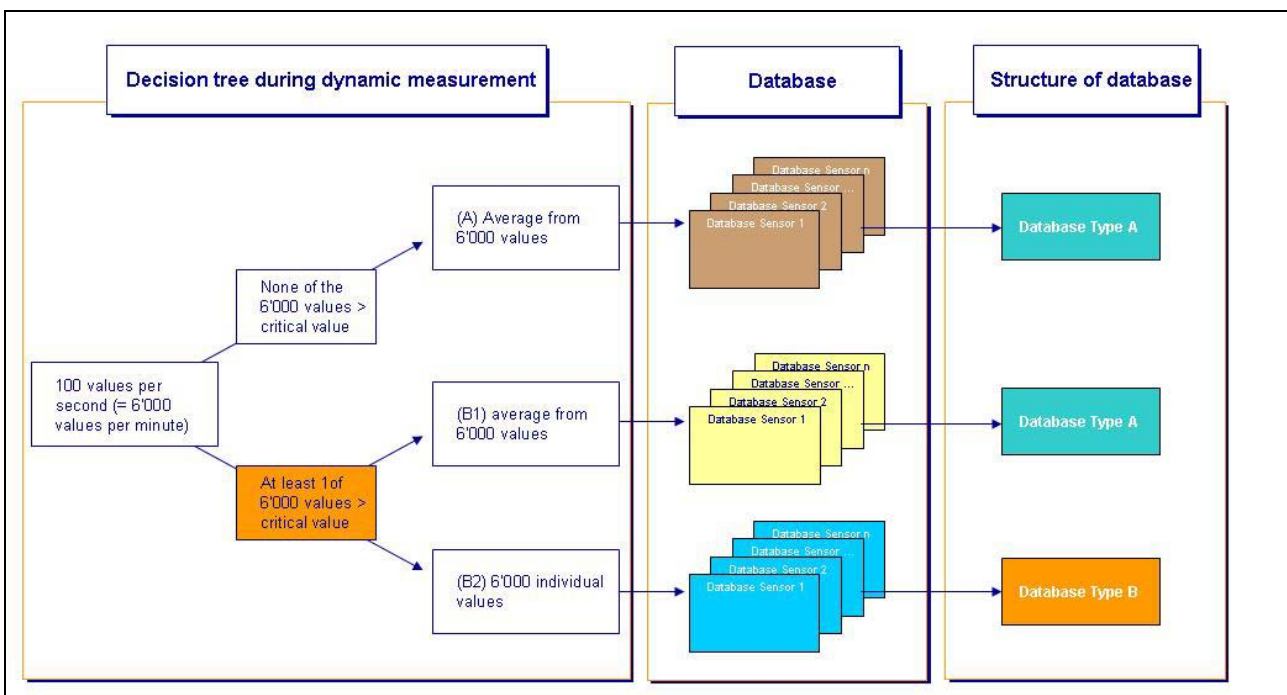 Decision tree during dynamic measurement
Database
Structure of database
100 values per
second (= 6'000
values per minute)
None of the
6'000 values >
critical value
At least 1of
6'000 values >
critical value
(A) Average from
6'000 values
(B1) average from
6'000 values
(B2) 6'000 individual
values
Database Sensor n
Database Sensor ...
Database Sensor 2
Database Sensor 1
Database Sensor n
Database Sensor ...
Database Sensor 2
Database Sensor 1
Database Sensor n
Database Sensor ...
Database Sensor 2
Database Sensor 1
Database Type A
Database Type A
Database Type B